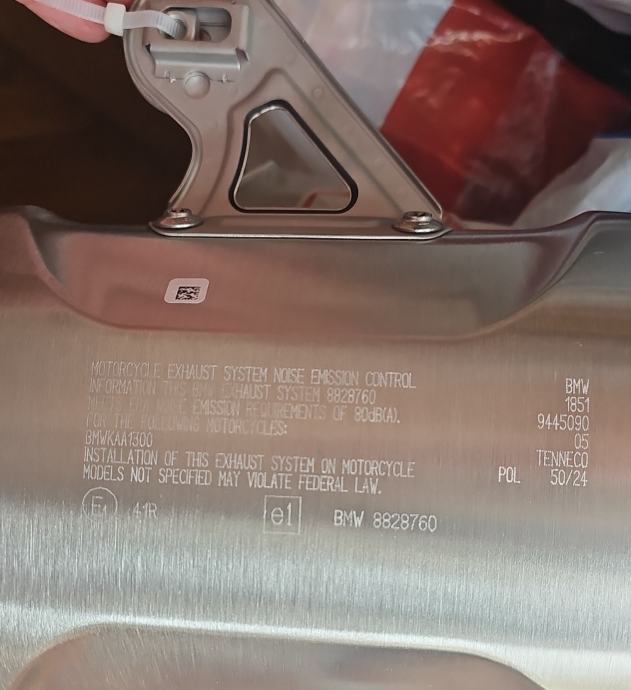 MOTORCYCLE EXHAUST SYSTEM NOISE EMISSION CONTROL
INFORMATION THIS BMW EXHAUST SYSTEM 8828760
MEETS EPA NOISE EMISSION REQUIREMENTS OF 80dB(A).
FOR THE FOLLOWING MOTORCYCLES:
BMWKAA1300
INSTALLATION OF THIS EXHAUST SYSTEM ON MOTORCYCLE
MODELS NOT SPECIFIED MAY VIOLATE FEDERAL LAW.
E1 41R e1 BMW 8828760
BMW
1851
9445090
05
TENNECO
POL 50/24